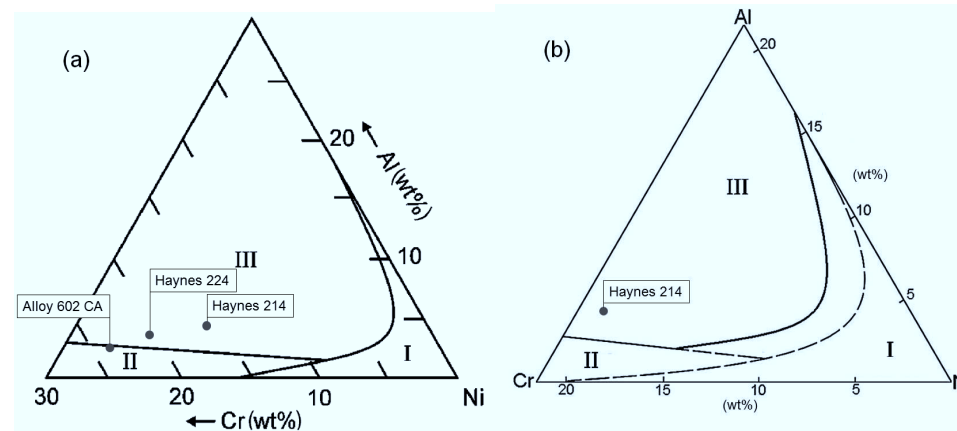 (a)
20
Al (wt%)
10
III
Haynes 224
Haynes 214
Alloy 602 CA
II
I
30
20
10
Ni
Cr (wt%)
(b)
Al
20
15
III
(wt%)
10
Haynes 214
5
II
I
Cr
20
15
10
5
(wt%)